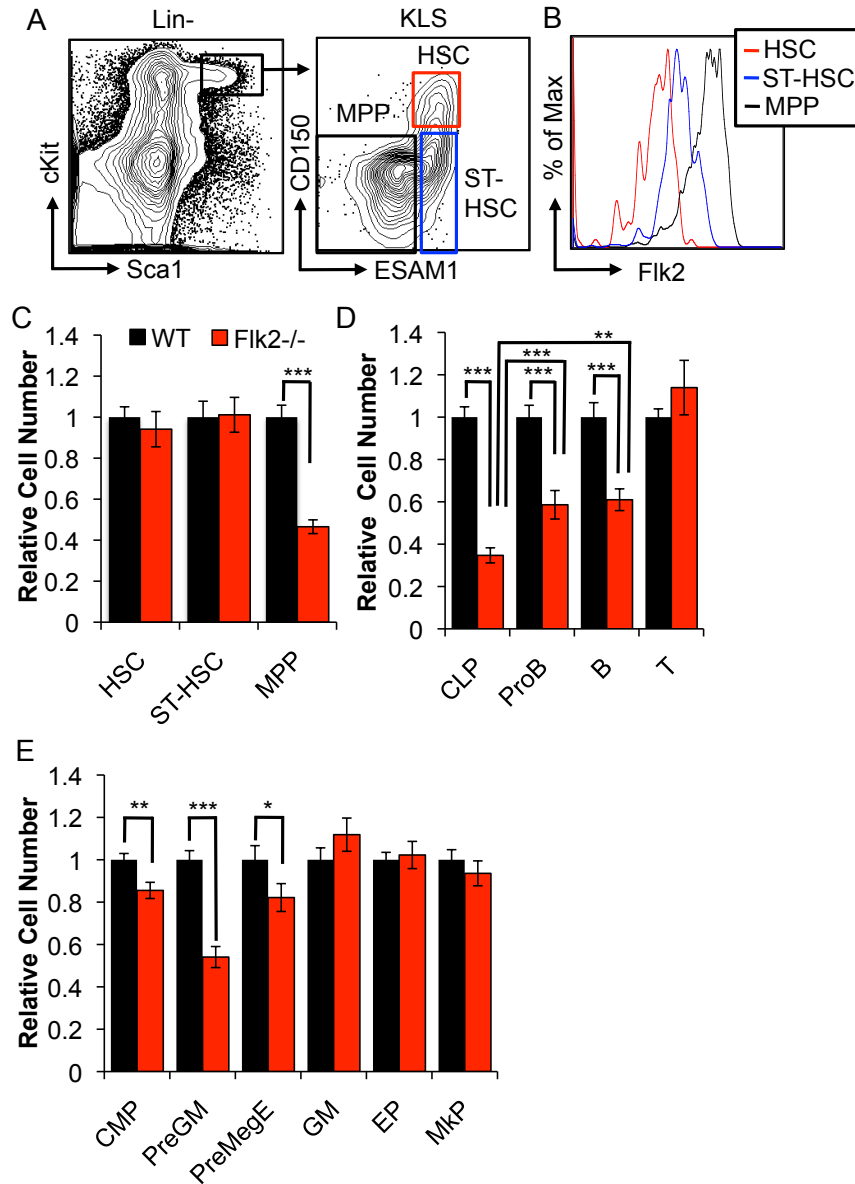 A
Lin-
cKit
Sca1
KLS
HSC
MPP
ST-
HSC
CD150
ESAM1
B
HSC
ST-HSC
MPP
% of Max
Flk2
C
WT
Flk2-/-
Relative Cell Number
1.4
1.2
1
0.8
0.6
0.4
0.2
0
***
HSC
ST-HSC
MPP
D
Relative Cell Number
1.4
1.2
1
0.8
0.6
0.4
0.2
0
**
***
***
***
***
CLP
ProB
B
T
E
Relative Cell Number
1.4
1.2
1
0.8
0.6
0.4
0.2
0
**
***
*
CMP
PreGM
PreMegE
GM
EP
MkP